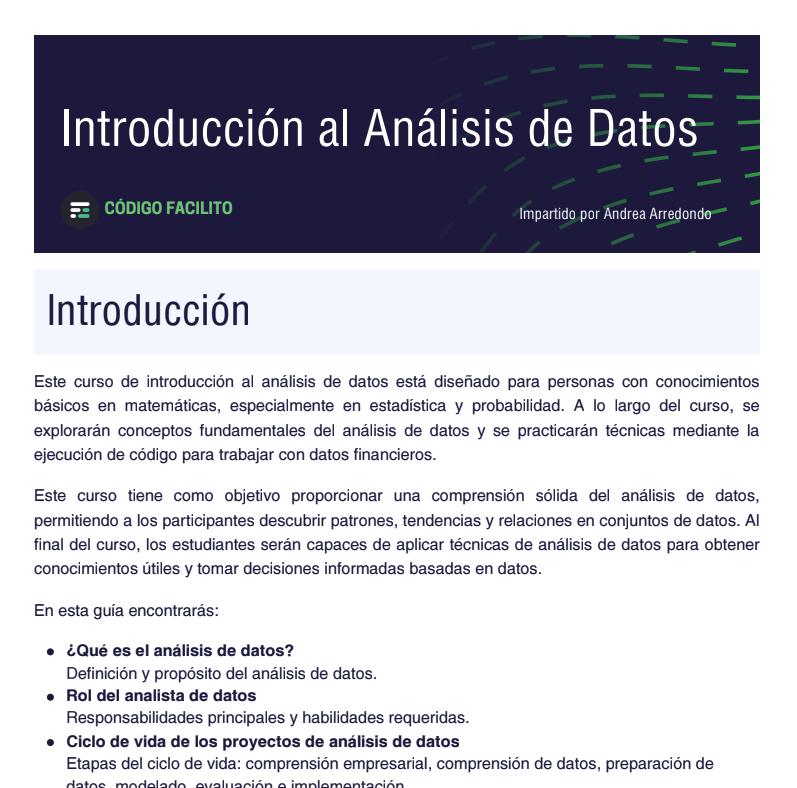 Introducción al Análisis de Datos
CÓDIGO FACILITO
Impartido por Andrea Arredondo
Introducción
Este curso de introducción al análisis de datos está diseñado para personas con conocimientos
básicos en matemáticas, especialmente en estadística y probabilidad. A lo largo del curso, se
explorarán conceptos fundamentales del análisis de datos y se practicarán técnicas mediante la
ejecución de código para trabajar con datos financieros.
Este curso tiene como objetivo proporcionar una comprensión sólida del análisis de datos,
permitiendo a los participantes descubrir patrones, tendencias y relaciones en conjuntos de datos. Al
final del curso, los estudiantes serán capaces de aplicar técnicas de análisis de datos para obtener
conocimientos útiles y tomar decisiones informadas basadas en datos.
En esta guía encontrarás:
● ¿Qué es el análisis de datos?
Definición y propósito del análisis de datos.
● Rol del analista de datos
Responsabilidades principales y habilidades requeridas.
● Ciclo de vida de los proyectos de análisis de datos
Etapas del ciclo de vida: comprensión empresarial, comprensión de datos, preparación de
datos, modelado, evaluación e implementación.